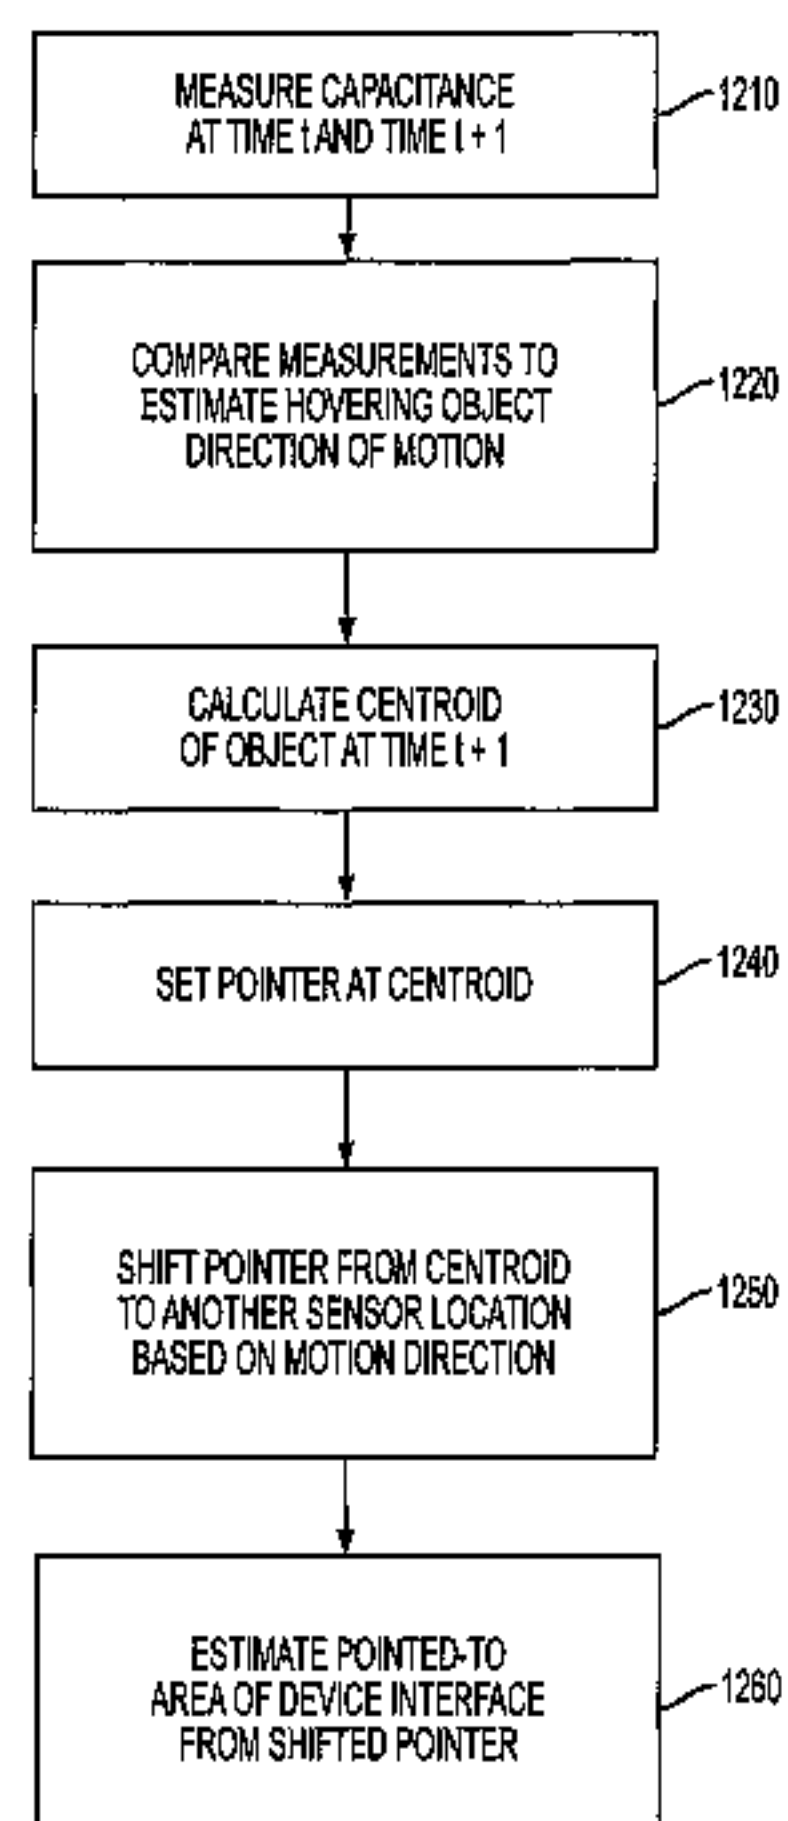 MEASURE CAPACITANCE
AT TIME t AND TIME t + 1
1210
COMPARE MEASUREMENTS TO
ESTIMATE HOVERING OBJECT
DIRECTION OF MOTION
1220
CALCULATE CENTROID
OF OBJECT AT TIME t + 1
1230
SET POINTER AT CENTROID
1240
SHIFT POINTER FROM CENTROID
TO ANOTHER SENSOR LOCATION
BASED ON MOTION DIRECTION
1250
ESTIMATE POINTED-TO
AREA OF DEVICE INTERFACE
FROM SHIFTED POINTER
1260